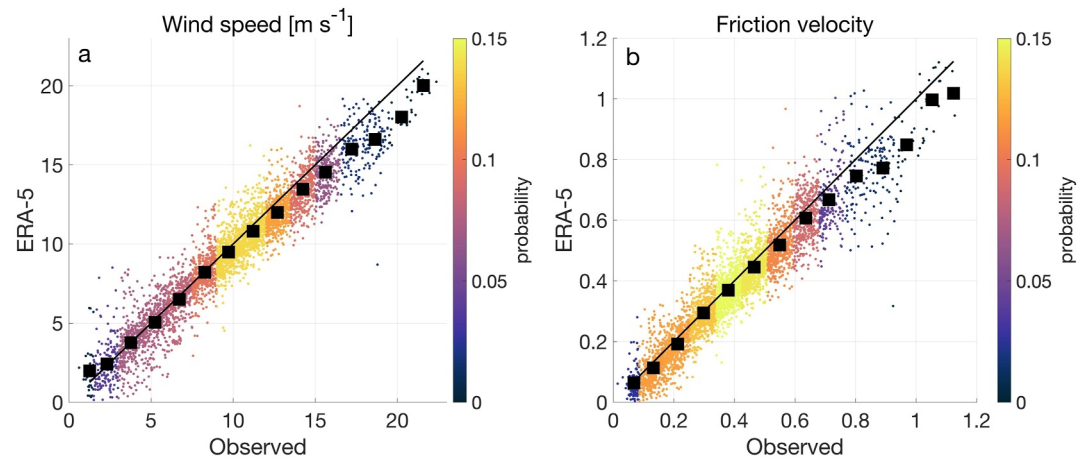 Wind speed [m s⁻¹]
a
ERA-5
20
15
10
5
0
0 5 10 15 20
Observed
0.15
0.1
0.05
0
probability
Friction velocity
b
ERA-5
1.2
1
0.8
0.6
0.4
0.2
0
0 0.2 0.4 0.6 0.8 1 1.2
Observed
0.15
0.1
0.05
0
probability